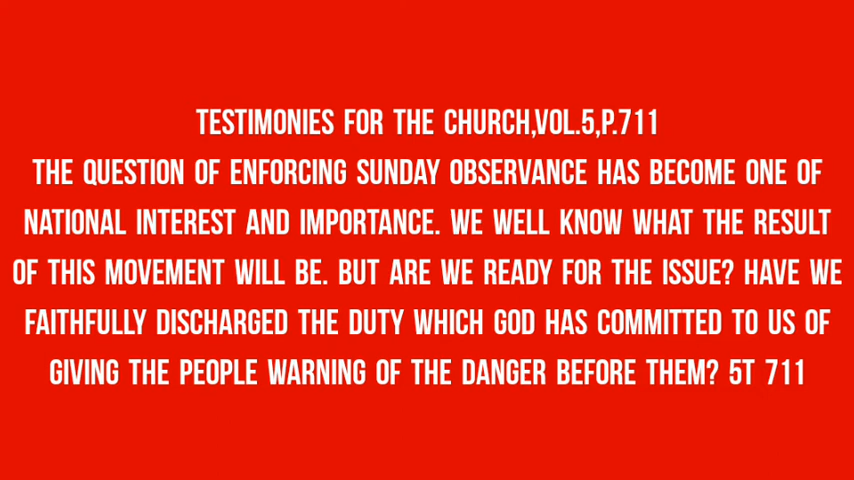 TESTIMONIES FOR THE CHURCH,VOL.5,P.711
THE QUESTION OF ENFORCING SUNDAY OBSERVANCE HAS BECOME ONE OF
NATIONAL INTEREST AND IMPORTANCE. WE WELL KNOW WHAT THE RESULT
OF THIS MOVEMENT WILL BE. BUT ARE WE READY FOR THE ISSUE? HAVE WE
FAITHFULLY DISCHARGED THE DUTY WHICH GOD HAS COMMITTED TO US OF
GIVING THE PEOPLE WARNING OF THE DANGER BEFORE THEM? 5T 711